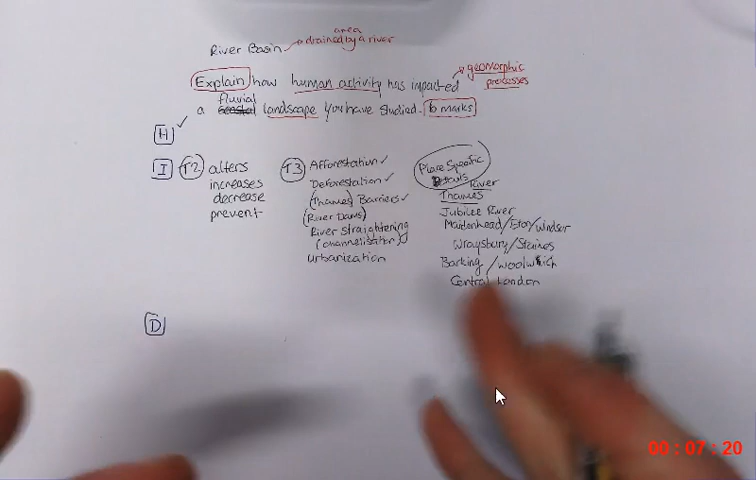 area
River Basin drained by a river
Explain how human activity has impacted geomorphic processes
fluvial
a coastal landscape you have studied. 6 marks
H ✓
I T2 alters
increases
decrease
prevent
T3 Afforestation ✓
Deforestation ✓
(Thames) Barriers ✓
(River Dams)
River straightening
(channelisation)
urbanization
Place Specific
Details
River
Thames
Jubilee River
Maidenhead/Eton/Windsor
Wraysbury/Staines
Barking/Woolwich
Central London
D
00:07:20